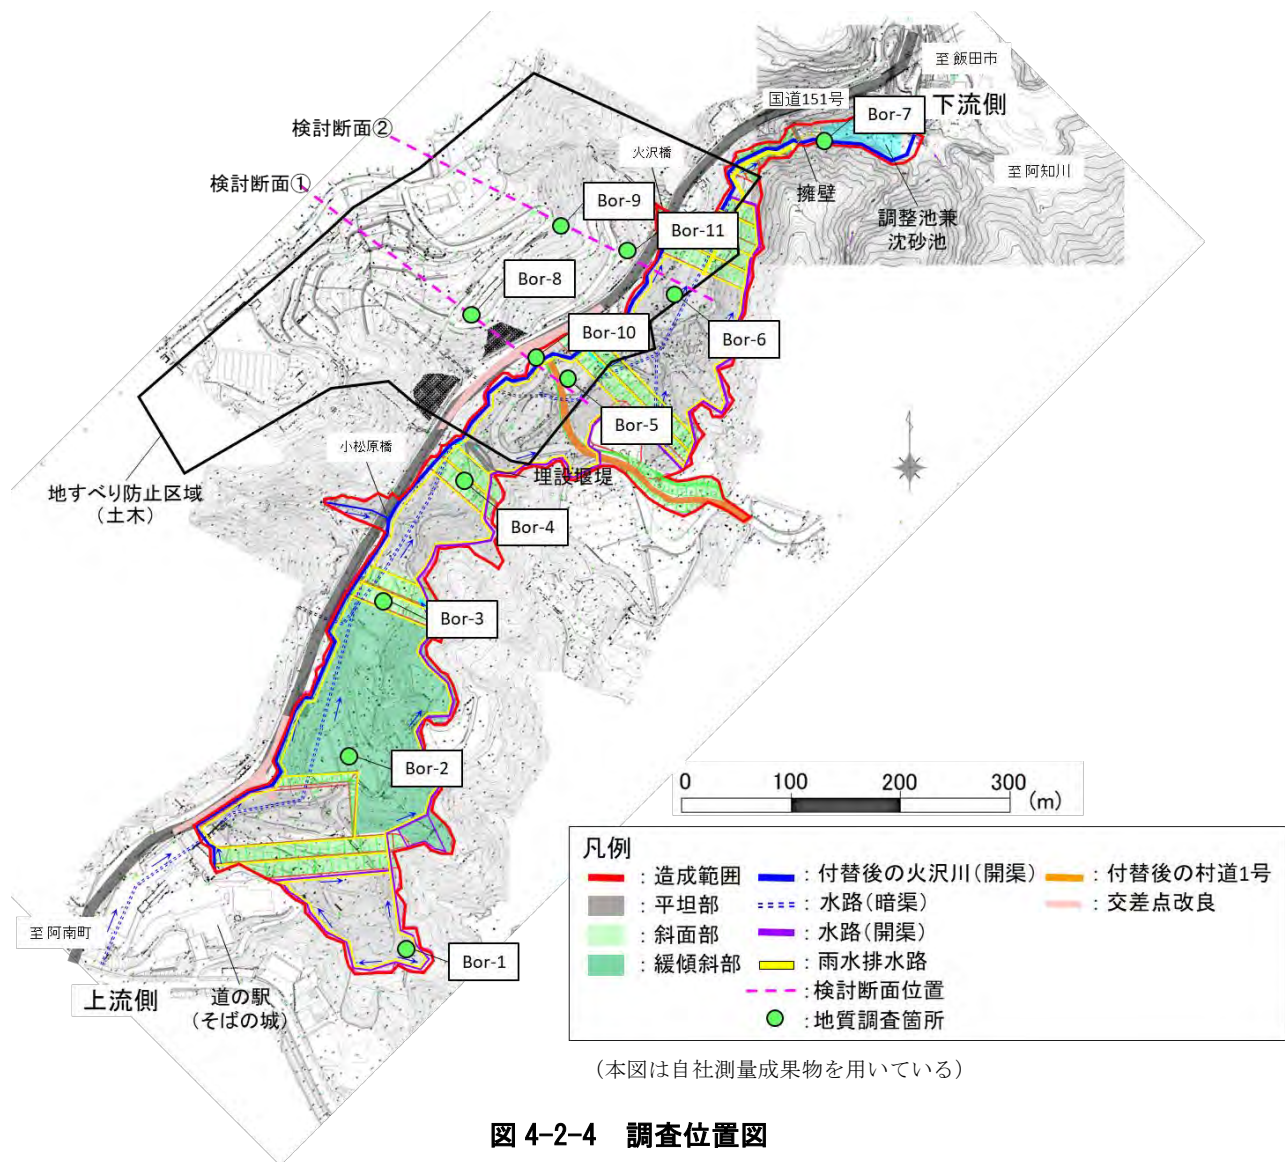 至 飯田市
国道151号
Bor-7
下流側
検討断面②
火沢橋
検討断面①
至 阿知川
Bor-9
擁壁
調整池兼
沈砂池
Bor-11
Bor-8
Bor-10
Bor-6
Bor-5
小松原橋
埋設堰堤
地すべり防止区域
(土木)
Bor-4
Bor-3
Bor-2
0 100 200 300
(m)
凡例
：造成範囲
：付替後の火沢川(開渠)
：付替後の村道1号
：平坦部
：水路(暗渠)
：交差点改良
：斜面部
：水路(開渠)
：緩傾斜部
：雨水排水路
：検討断面位置
：地質調査箇所
至 阿南町
Bor-1
上流側
道の駅
(そばの城)
（本図は自社測量成果物を用いている）
図 4-2-4 調査位置図